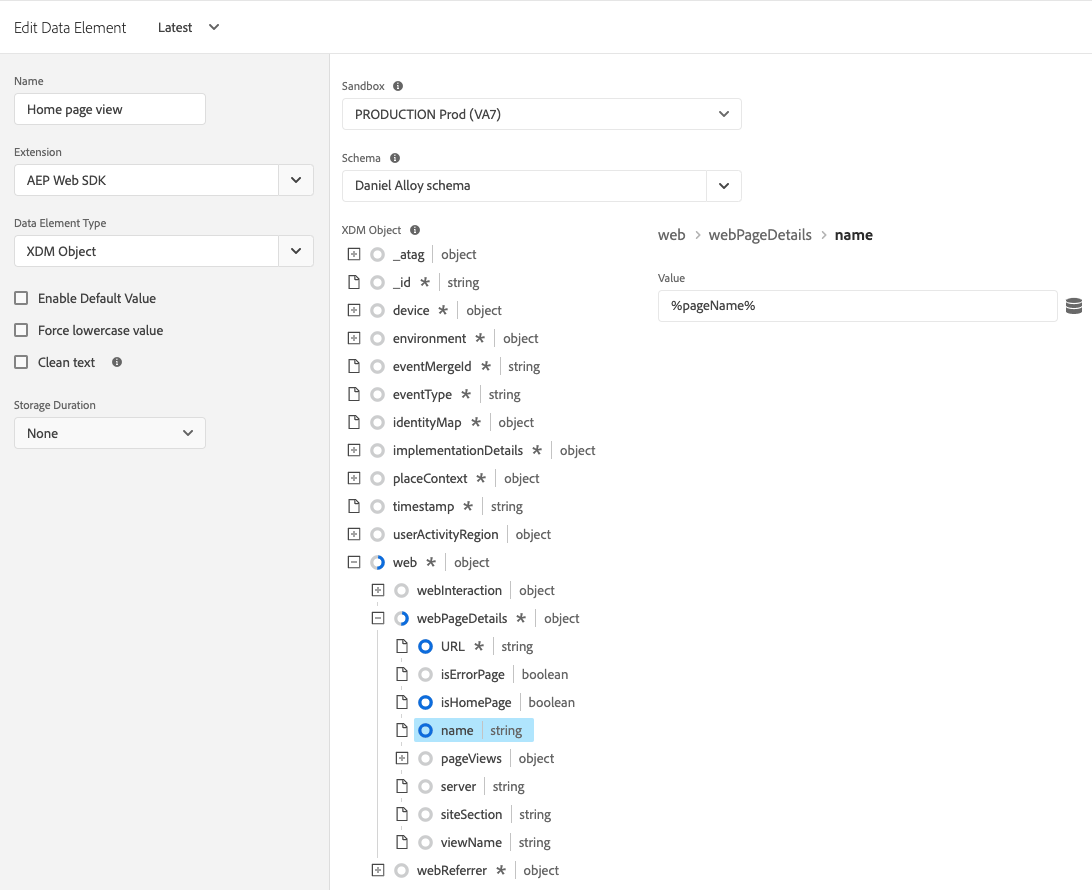 Edit Data Element Latest
Name
Home page view
Extension
AEP Web SDK
Data Element Type
XDM Object
Enable Default Value
Force lowercase value
Clean text
Storage Duration
None
Sandbox
PRODUCTION Prod (VA7)
Schema
Daniel Alloy schema
XDM Object
_atag object
_id * string
device * object
environment * object
eventMergeId * string
eventType * string
identityMap * object
implementationDetails * object
placeContext * object
timestamp * string
userActivityRegion object
web * object
webInteraction object
webPageDetails * object
URL * string
isErrorPage boolean
isHomePage boolean
name string
pageViews object
server string
siteSection string
viewName string
webReferrer * object
web > webPageDetails > name
Value
%pageName%